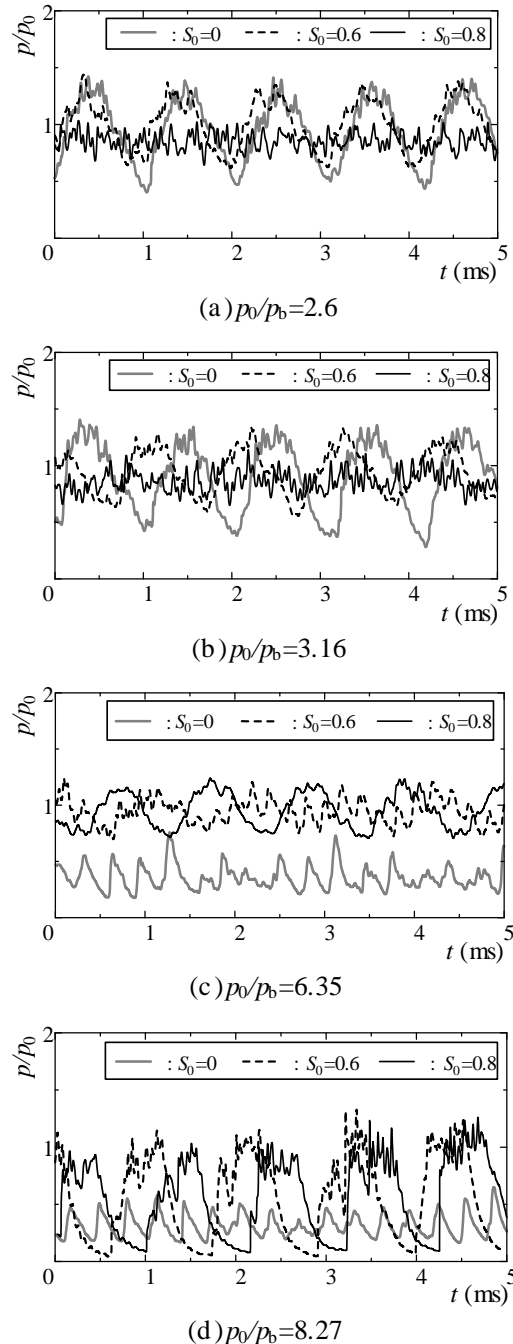 p/p0
2
: S0=0 : S0=0.6 : S0=0.8
1
0 1 2 3 4 5
t (ms)
(a)p0/pb=2.6
p/p0
2
: S0=0 : S0=0.6 : S0=0.8
1
0 1 2 3 4 5
t (ms)
(b)p0/pb=3.16
p/p0
2
: S0=0 : S0=0.6 : S0=0.8
1
0 1 2 3 4 5
t (ms)
(c)p0/pb=6.35
p/p0
2
: S0=0 : S0=0.6 : S0=0.8
1
0 1 2 3 4 5
t (ms)
(d)p0/pb=8.27